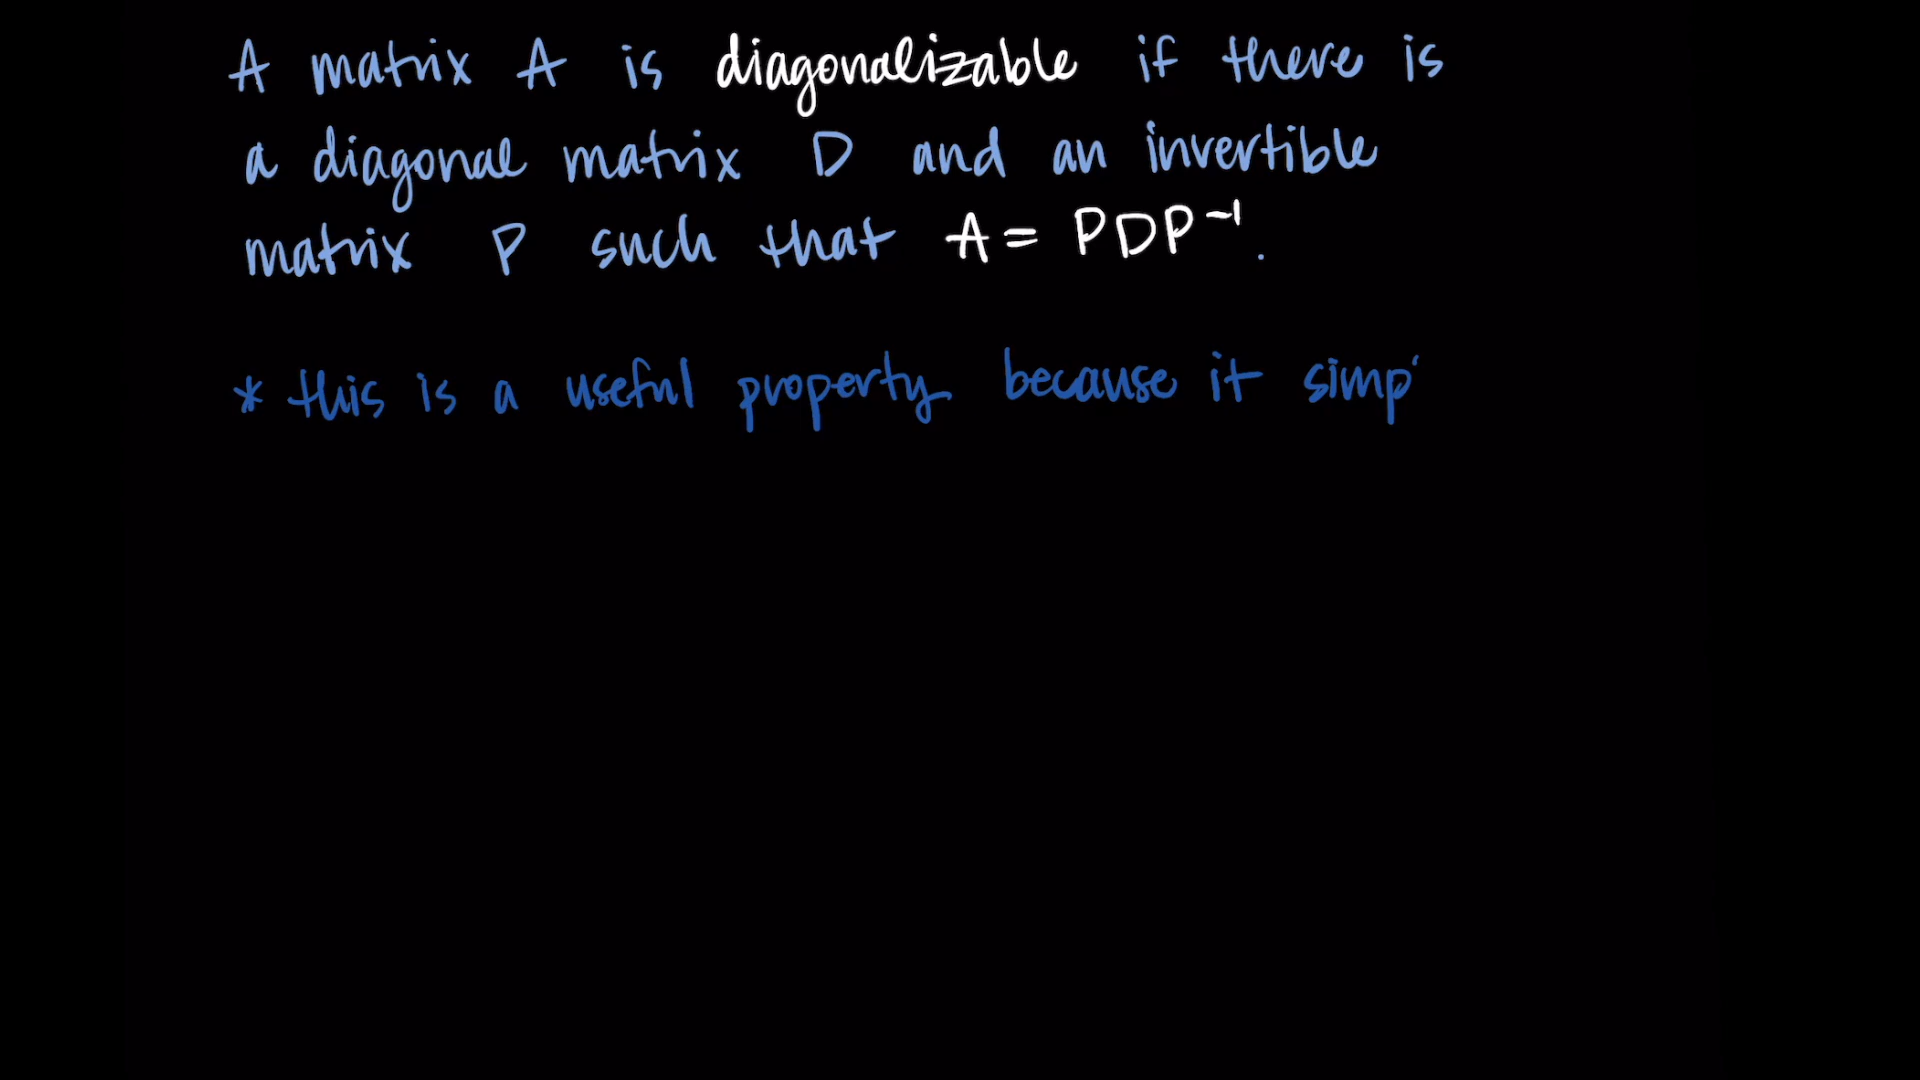 A matrix A is diagonalizable if there is
a diagonal matrix D and an invertible
matrix P such that A = PDP⁻¹.
* this is a useful property because it simp